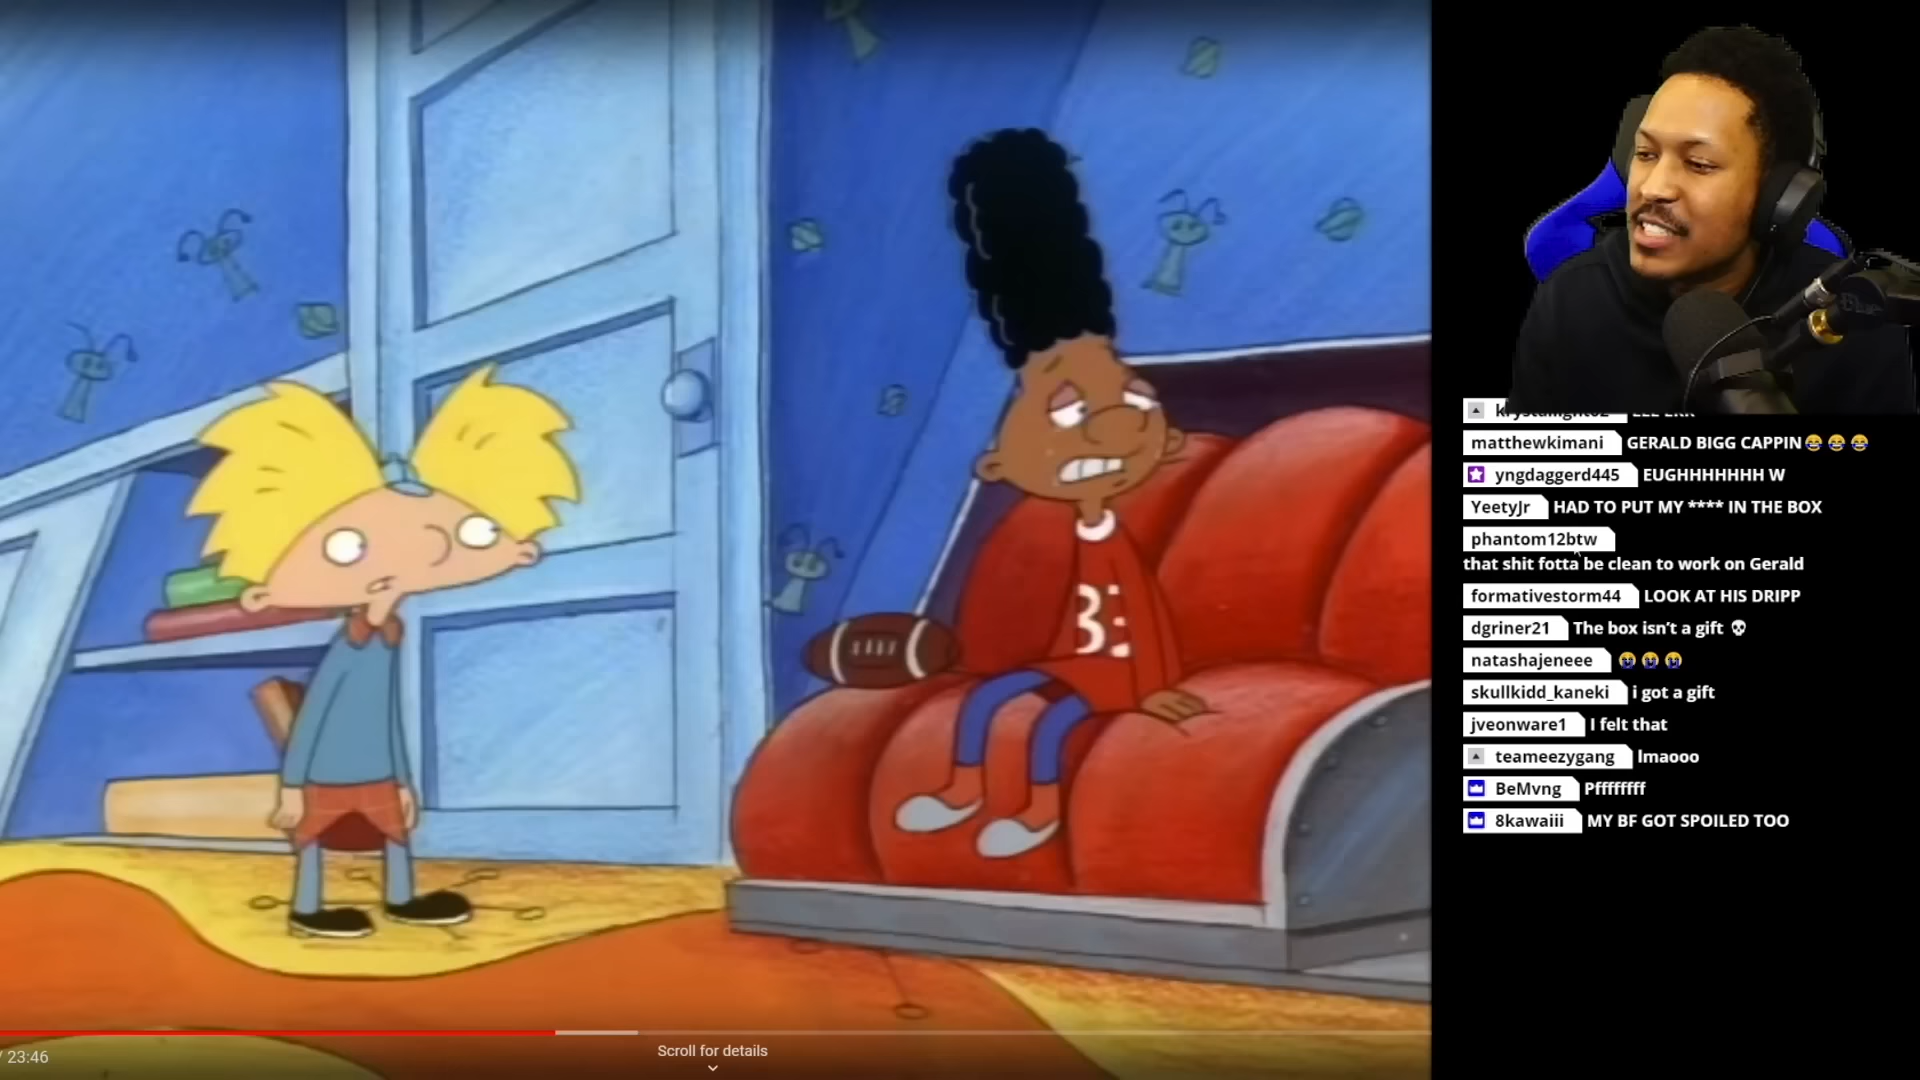 33
/ 23:46
Scroll for details
matthewkimani GERALD BIGG CAPPIN😂😂😂
yngdaggerd445 EUGHHHHHHH W
YeetyJr HAD TO PUT MY **** IN THE BOX
phantom12btw
that shit fotta be clean to work on Gerald
formativestorm44 LOOK AT HIS DRIPP
dgriner21 The box isn't a gift 💀
natashajeneee 😭😭😭
skullkidd_kaneki i got a gift
jveonware1 I felt that
teameezygang lmaooo
BeMvng Pffffffff
8kawaiii MY BF GOT SPOILED TOO